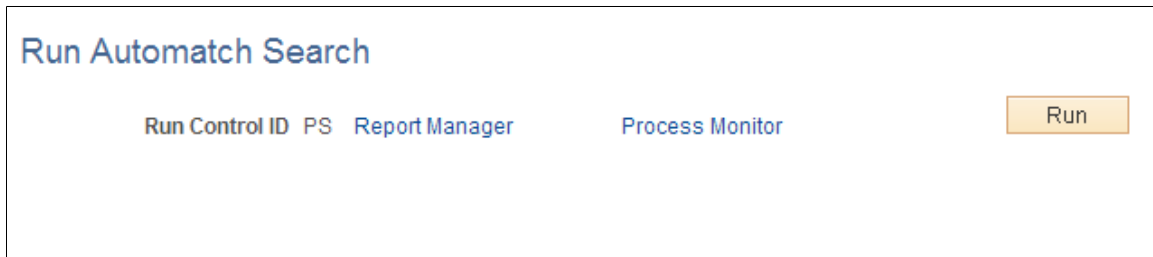 Run Automatch Search
Run Control ID PS Report Manager Process Monitor Run